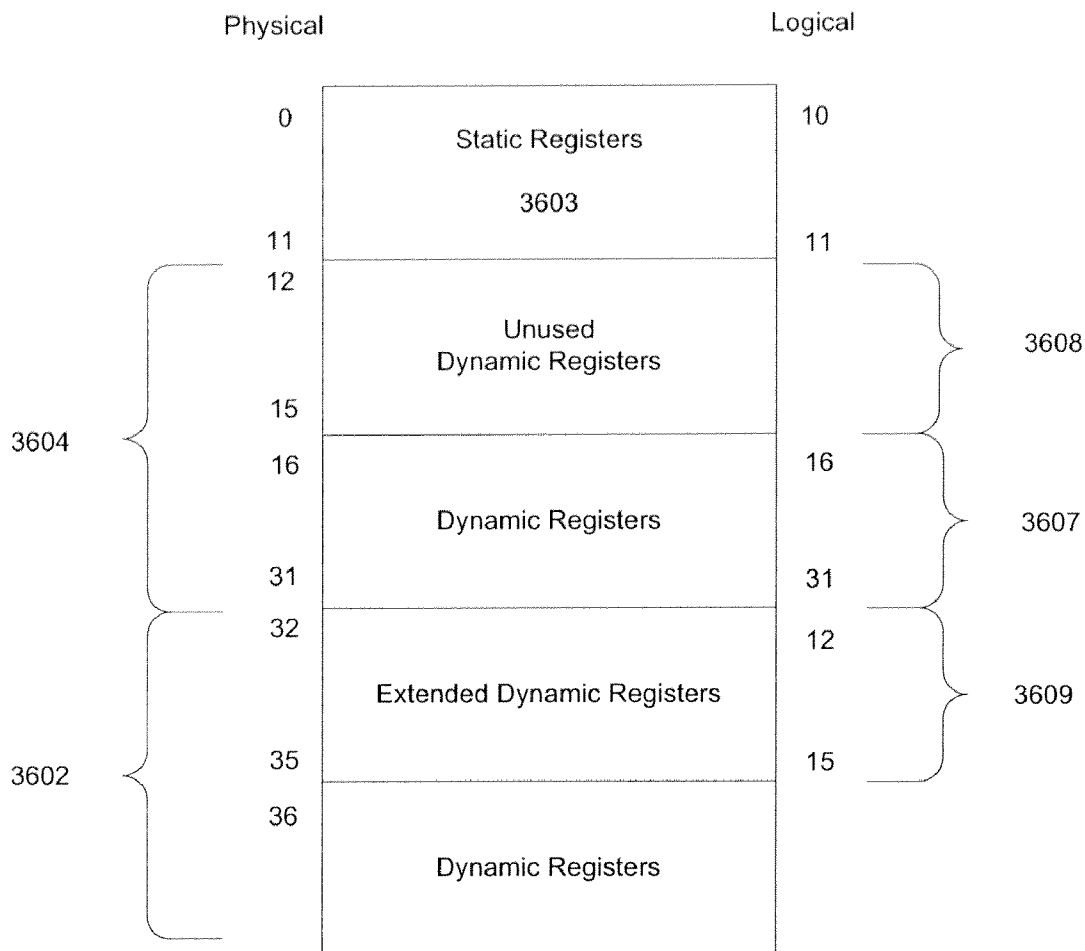 Physical Logical
0 Static Registers 10
3603
11 11
12
Unused
Dynamic Registers
3608
15
3604
16 16
Dynamic Registers
3607
31 31
32 12
Extended Dynamic Registers
3609
35 15
3602
36
Dynamic Registers